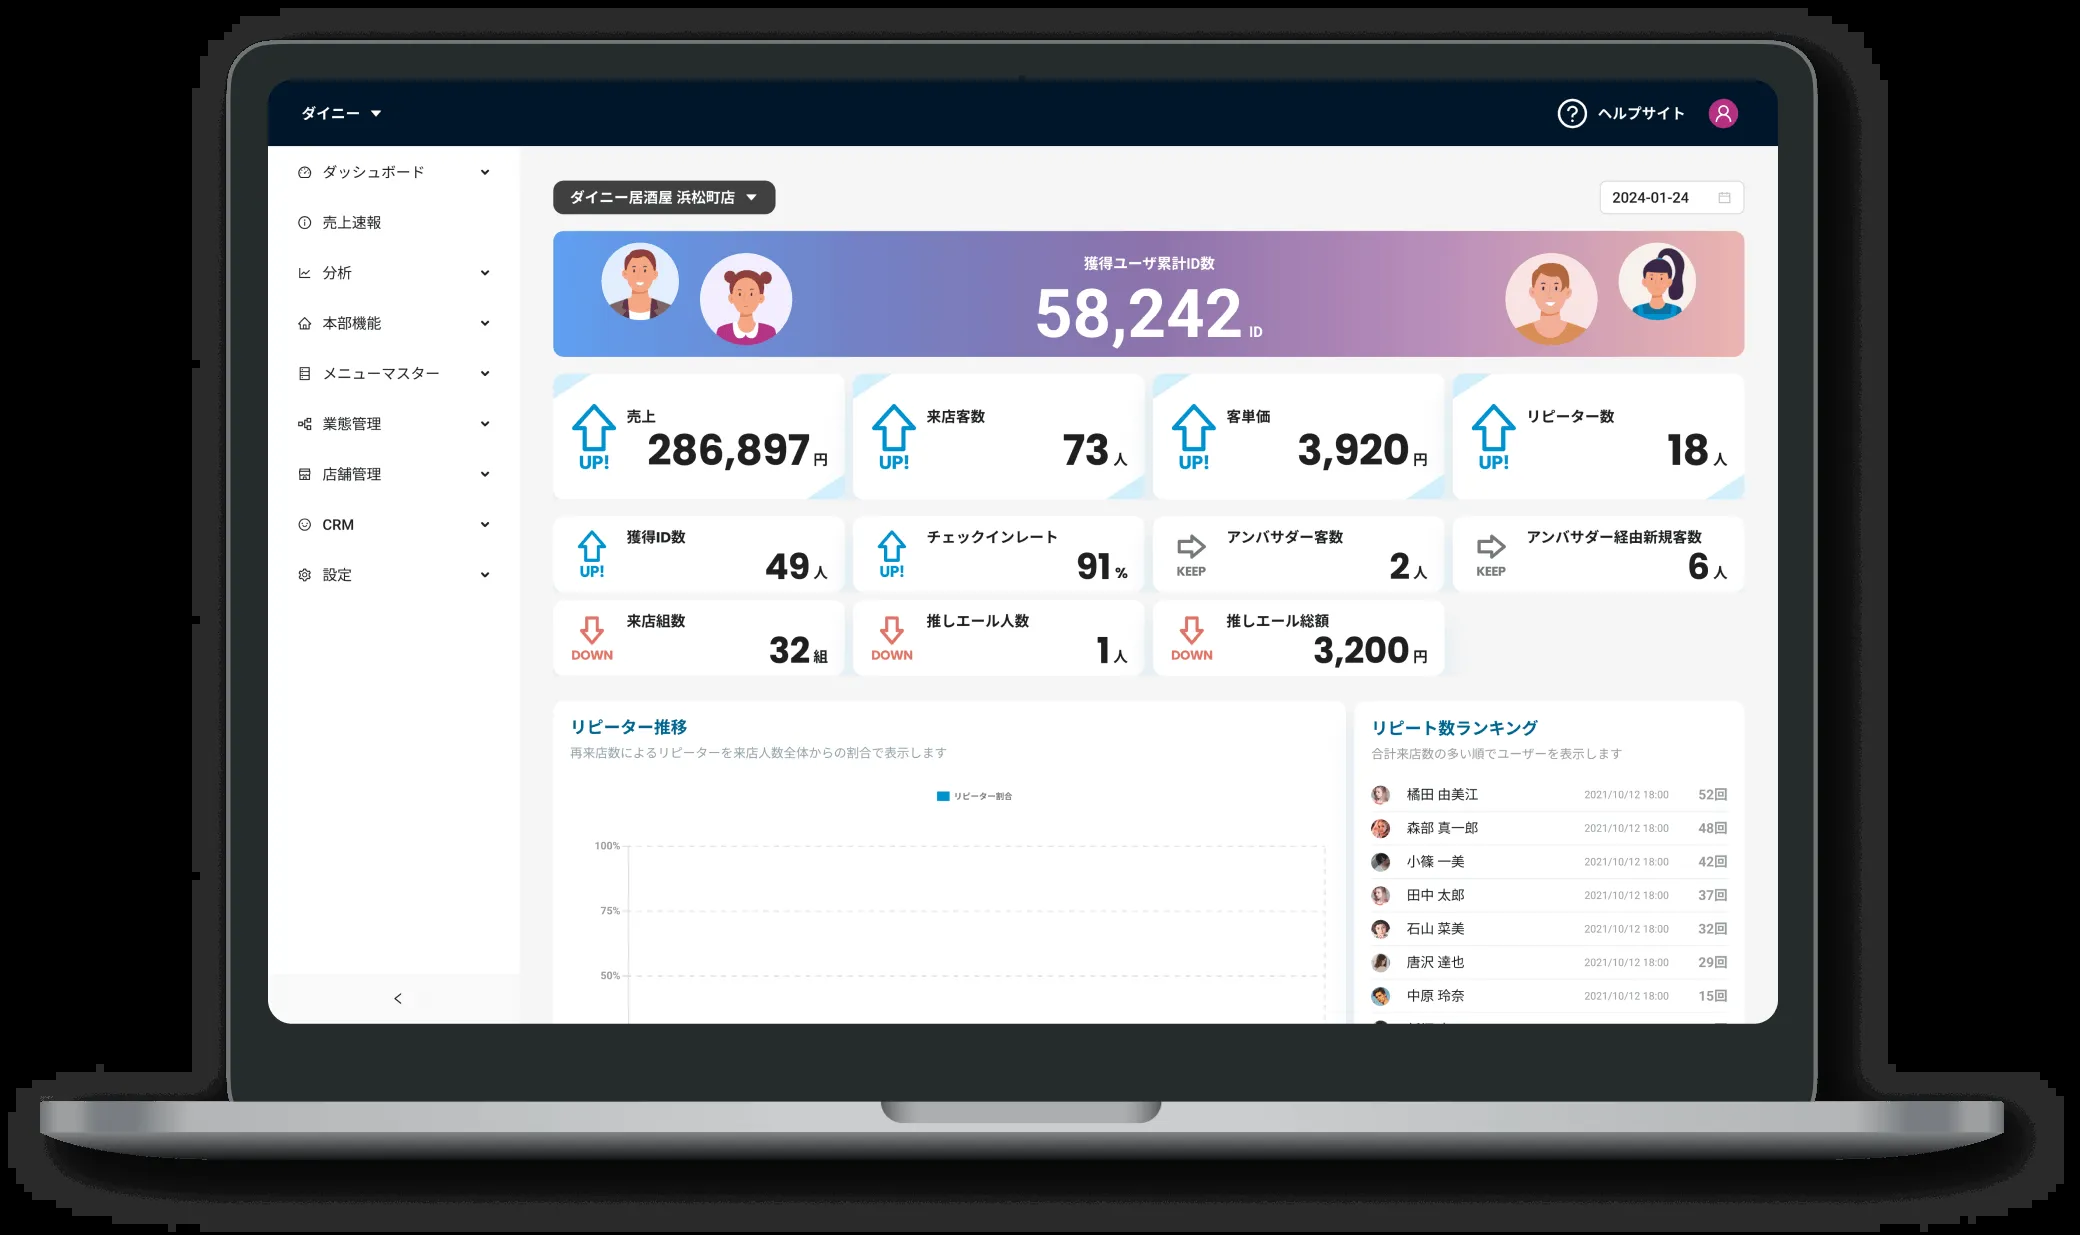 ダイニー
ヘルプサイト
ダッシュボード
売上速報
分析
本部機能
メニューマスター
業態管理
店舗管理
CRM
設定
ダイニー居酒屋 浜松町店
2024-01-24
獲得ユーザ累計ID数
58,242 ID
売上
UP! 286,897 円
来店客数
UP! 73 人
客単価
UP! 3,920 円
リピーター数
UP! 18 人
獲得ID数
UP! 49 人
チェックインレート
UP! 91 %
アンバサダー客数
KEEP 2 人
アンバサダー経由新規客数
KEEP 6 人
来店組数
DOWN 32 組
推しエール人数
DOWN 1 人
推しエール総額
DOWN 3,200 円
リピーター推移
再来店数によるリピーターを来店人数全体からの割合で表示します
リピーター割合
100%
75%
50%
リピート数ランキング
合計来店数の多い順でユーザーを表示します
橘田 由美江 2021/10/12 18:00 52回
森部 真一郎 2021/10/12 18:00 48回
小篠 一美 2021/10/12 18:00 42回
田中 太郎 2021/10/12 18:00 37回
石山 菜美 2021/10/12 18:00 32回
唐沢 達也 2021/10/12 18:00 29回
中原 玲奈 2021/10/12 18:00 15回